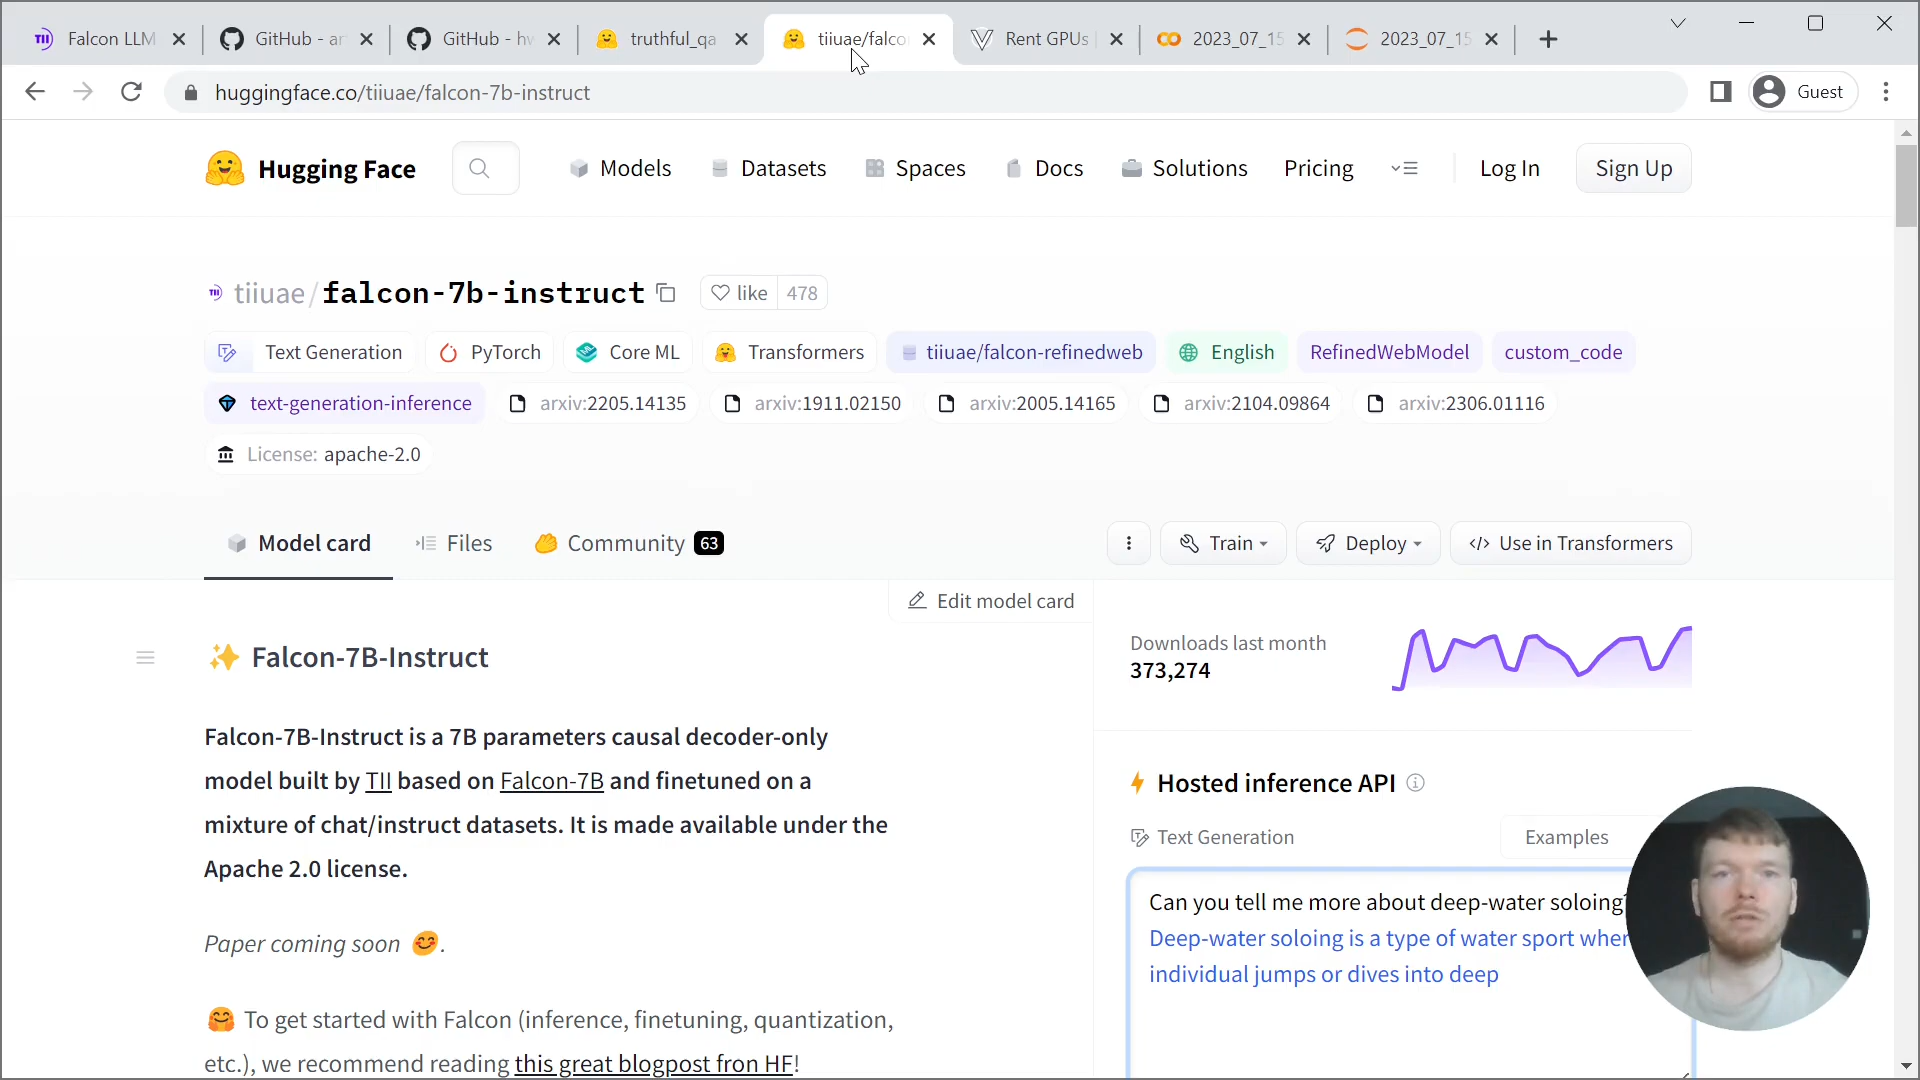 TII Falcon LLM
GitHub - ar
GitHub - hw
truthful_qa
tiiuae/falco
Rent GPUs |
CO 2023_07_15
2023_07_15
huggingface.co/tiiuae/falcon-7b-instruct
Guest
Hugging Face
Models
Datasets
Spaces
Docs
Solutions
Pricing
Log In
Sign Up
TII tiiuae/falcon-7b-instruct
like 478
Text Generation
PyTorch
Core ML
Transformers
tiiuae/falcon-refinedweb
English
RefinedWebModel
custom_code
text-generation-inference
arxiv:2205.14135
arxiv:1911.02150
arxiv:2005.14165
arxiv:2104.09864
arxiv:2306.01116
License: apache-2.0
Model card
Files
Community 63
Train
Deploy
</> Use in Transformers
Edit model card
✨ Falcon-7B-Instruct
Falcon-7B-Instruct is a 7B parameters causal decoder-only
model built by TII based on Falcon-7B and finetuned on a
mixture of chat/instruct datasets. It is made available under the
Apache 2.0 license.
Paper coming soon 😊.
🤗 To get started with Falcon (inference, finetuning, quantization,
etc.), we recommend reading this great blogpost fron HF!
Downloads last month
373,274
Hosted inference API
Text Generation
Examples
Can you tell me more about deep-water soloing
Deep-water soloing is a type of water sport wher
individual jumps or dives into deep